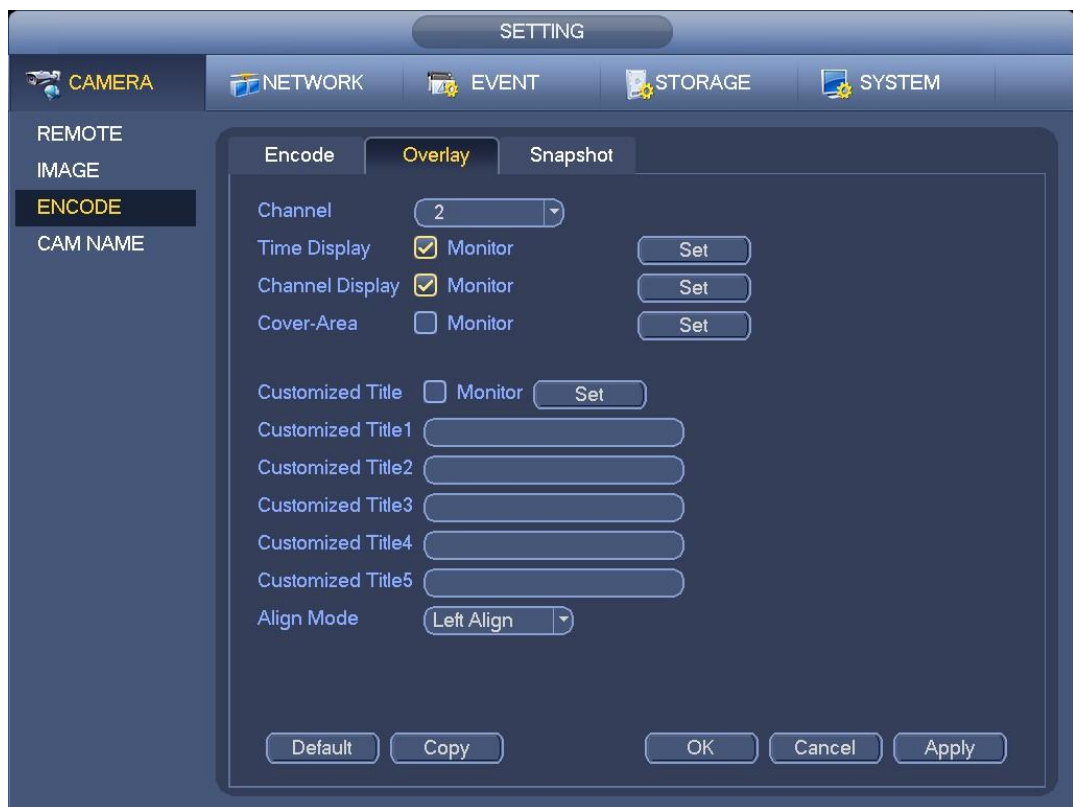 SETTING
CAMERA NETWORK EVENT STORAGE SYSTEM
REMOTE
IMAGE
ENCODE
CAM NAME
Encode Overlay Snapshot
Channel 2
Time Display Monitor Set
Channel Display Monitor Set
Cover-Area Monitor Set
Customized Title Monitor Set
Customized Title1
Customized Title2
Customized Title3
Customized Title4
Customized Title5
Align Mode Left Align
Default Copy OK Cancel Apply